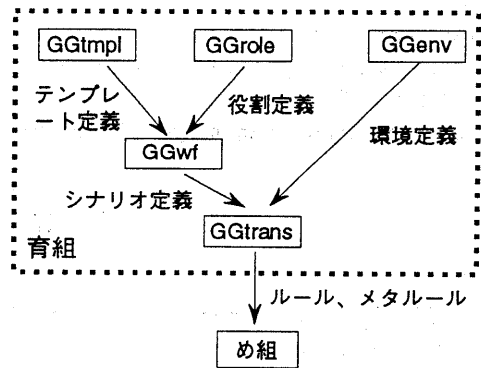 GGtmpl
GGrole
GGenv
テンプレ
ート定義
役割定義
環境定義
GGwf
シナリオ定義
GGtrans
育組
ルール、メタルール
め組